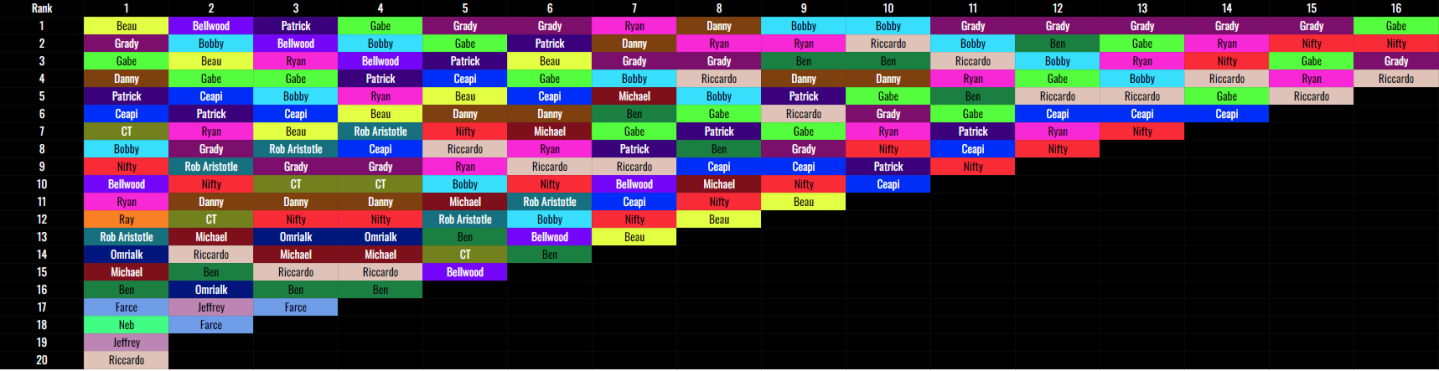 Rank 1 2 3 4 5 6 7 8 9 10 11 12 13 14 15 16
1 Beau Bellwood Patrick Gabe Grady Grady Ryan Danny Bobby Bobby Grady Grady Grady Grady Grady Gabe
2 Grady Bobby Bellwood Bobby Gabe Patrick Danny Ryan Ryan Riccardo Bobby Ben Gabe Ryan Nifty Nifty
3 Gabe Beau Ryan Bellwood Patrick Beau Grady Grady Ben Ben Riccardo Bobby Ryan Nifty Gabe Grady
4 Danny Gabe Gabe Patrick Ceapi Gabe Bobby Riccardo Danny Danny Ryan Gabe Bobby Riccardo Ryan Riccardo
5 Patrick Ceapi Bobby Ryan Beau Ceapi Michael Bobby Patrick Gabe Ben Riccardo Riccardo Gabe Riccardo
6 Ceapi Patrick Ceapi Beau Danny Danny Ben Gabe Riccardo Grady Gabe Ceapi Ceapi Ceapi
7 CT Ryan Beau Rob Aristotle Nifty Michael Gabe Patrick Gabe Ryan Patrick Ryan Nifty
8 Bobby Grady Rob Aristotle Ceapi Riccardo Ryan Patrick Ben Grady Nifty Ceapi Nifty
9 Nifty Rob Aristotle Grady Grady Ryan Riccardo Riccardo Ceapi Ceapi Patrick Nifty
10 Bellwood Nifty CT CT Bobby Nifty Bellwood Michael Nifty Ceapi
11 Ryan Danny Danny Danny Michael Rob Aristotle Ceapi Nifty Beau
12 Ray CT Nifty Nifty Rob Aristotle Bobby Nifty Beau
13 Rob Aristotle Michael Omrialk Omrialk Ben Bellwood Beau
14 Omrialk Riccardo Michael Michael CT Ben
15 Michael Ben Riccardo Riccardo Bellwood
16 Ben Omrialk Ben Ben
17 Farce Jeffrey Farce
18 Neb Farce
19 Jeffrey
20 Riccardo